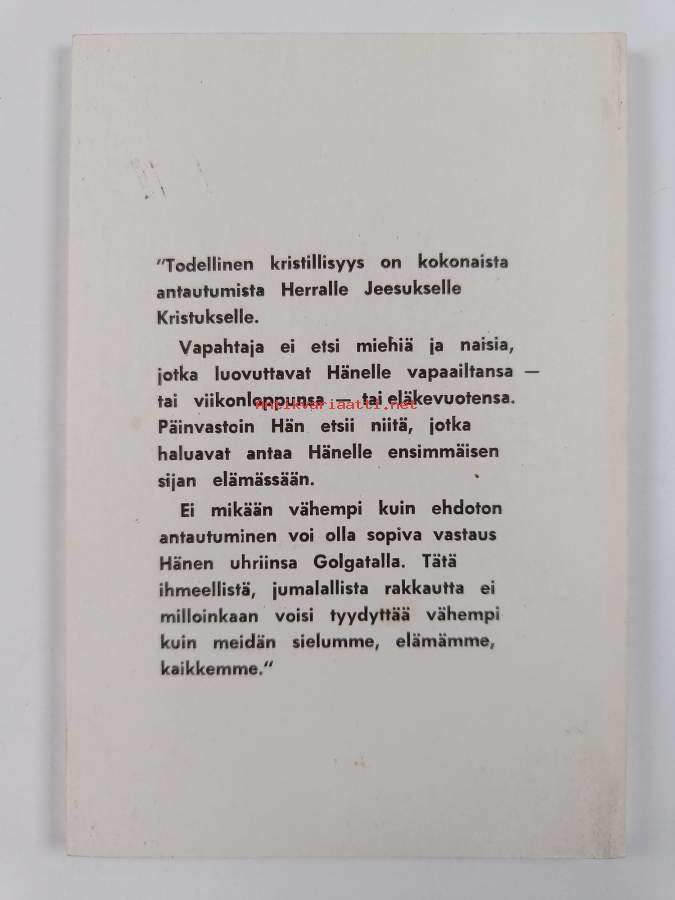 "Todellinen kristillisyys on kokonaista
antautumista Herralle Jeesukselle
Kristukselle.
Vapahtaja ei etsi miehiä ja naisia,
jotka luovuttavat Hänelle vapaailtansa —
tai viikonloppunsa — tai eläkevuotensa.
Antikvariaatti.net
Päinvastoin Hän etsii niitä, jotka
haluavat antaa Hänelle ensimmäisen
sijan elämässään.
Ei mikään vähempi kuin ehdoton
antautuminen voi olla sopiva vastaus
Hänen uhriinsa Golgatalla. Tätä
ihmeellistä, jumalallista rakkautta ei
milloinkaan voisi tyydyttää vähempi
kuin meidän sielumme, elämämme,
kaikkemme."